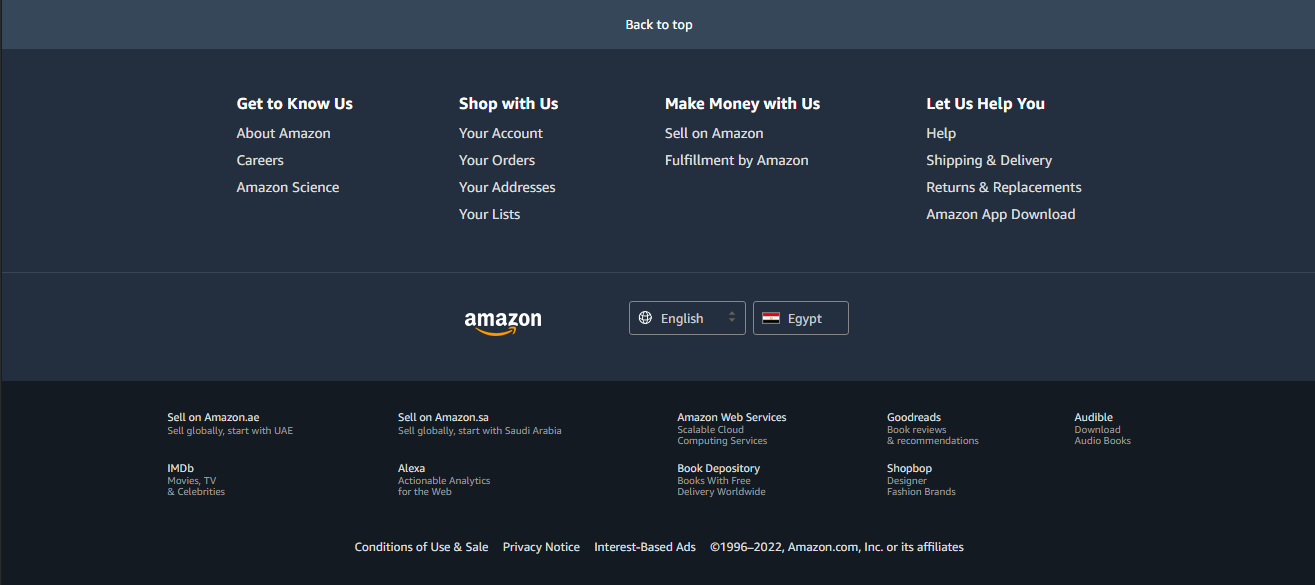 Back to top
Get to Know Us
About Amazon
Careers
Amazon Science
Shop with Us
Your Account
Your Orders
Your Addresses
Your Lists
Make Money with Us
Sell on Amazon
Fulfillment by Amazon
Let Us Help You
Help
Shipping & Delivery
Returns & Replacements
Amazon App Download
amazon
English
Egypt
Sell on Amazon.ae
Sell globally, start with UAE
Sell on Amazon.sa
Sell globally, start with Saudi Arabia
Amazon Web Services
Scalable Cloud
Computing Services
Goodreads
Book reviews
& recommendations
Audible
Download
Audio Books
IMDb
Movies, TV
& Celebrities
Alexa
Actionable Analytics
for the Web
Book Depository
Books With Free
Delivery Worldwide
Shopbop
Designer
Fashion Brands
Conditions of Use & Sale Privacy Notice Interest-Based Ads ©1996–2022, Amazon.com, Inc. or its affiliates